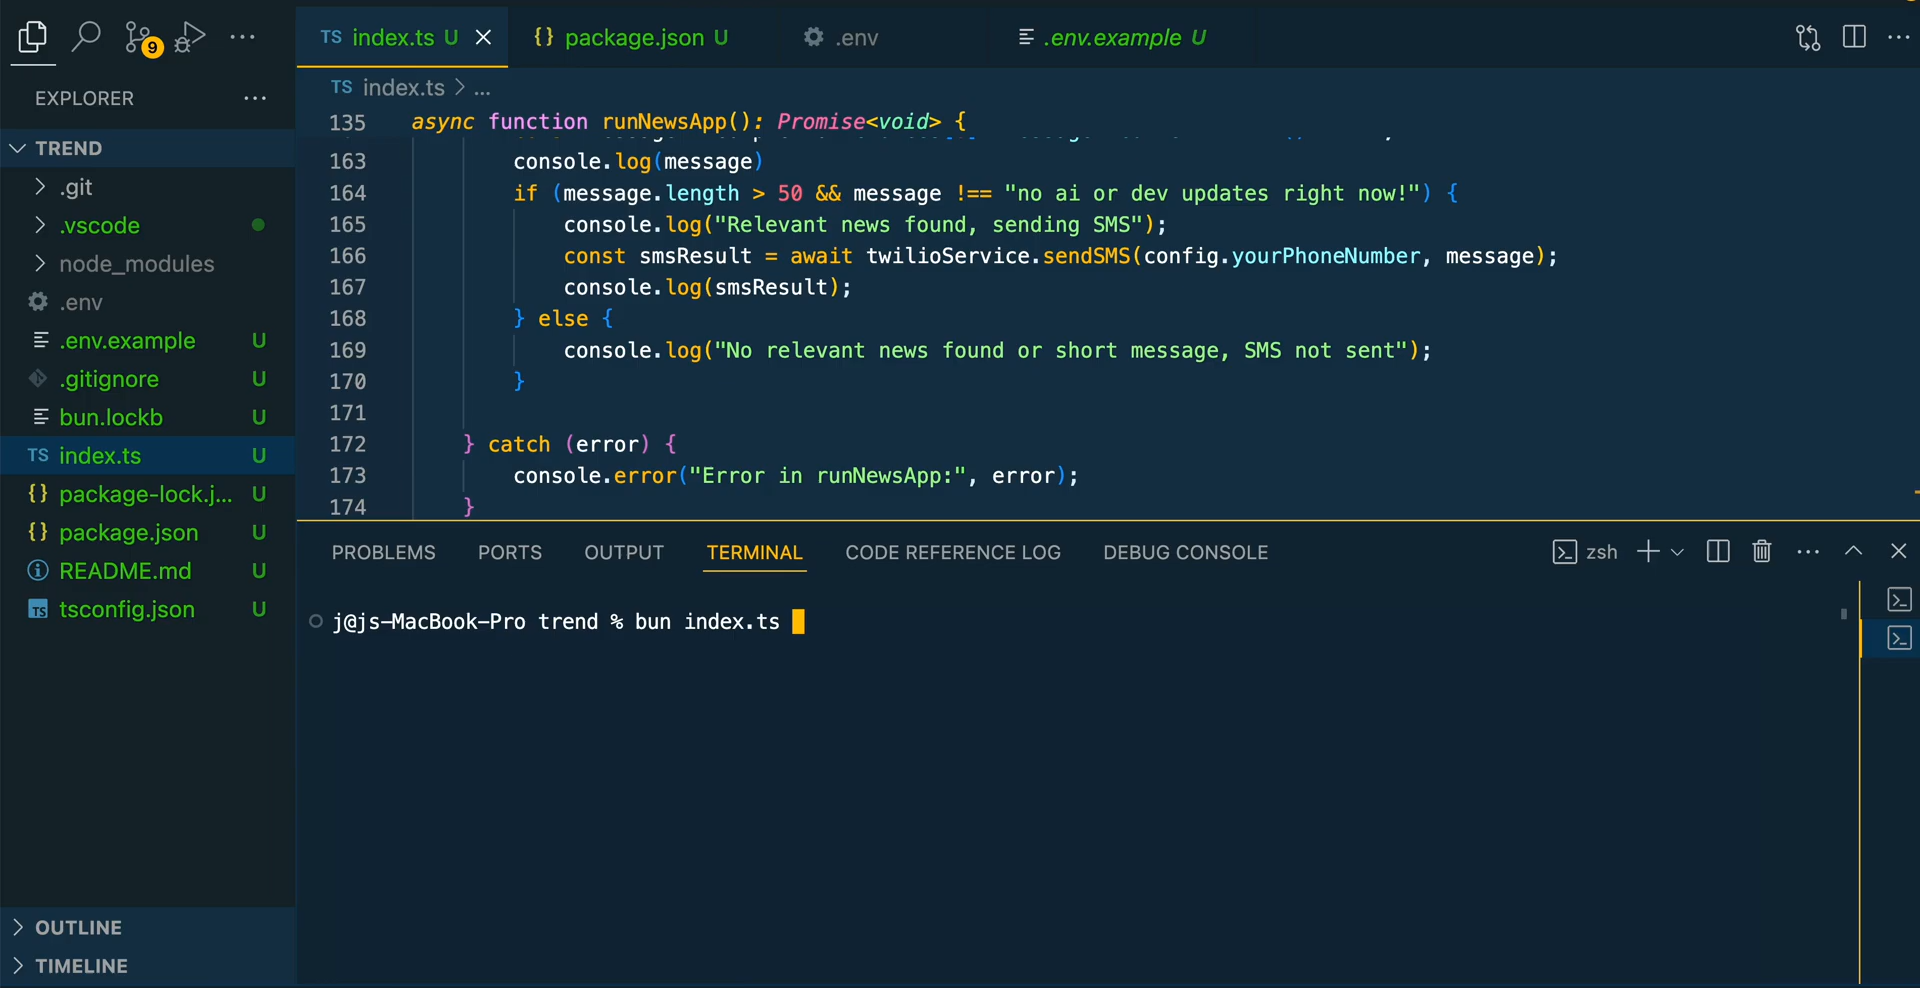 9
EXPLORER
TREND
.git
.vscode
node_modules
.env
.env.example U
.gitignore U
bun.lockb U
TS index.ts U
{} package-lock.j... U
{} package.json U
README.md U
TS tsconfig.json U
OUTLINE
TIMELINE
TS index.ts U
{} package.json U
.env
.env.example U
TS index.ts > ...
135 async function runNewsApp(): Promise<void> {
163 console.log(message)
164 if (message.length > 50 && message !== "no ai or dev updates right now!") {
165 console.log("Relevant news found, sending SMS");
166 const smsResult = await twilioService.sendSMS(config.yourPhoneNumber, message);
167 console.log(smsResult);
168 } else {
169 console.log("No relevant news found or short message, SMS not sent");
170 }
171
172 } catch (error) {
173 console.error("Error in runNewsApp:", error);
174 }
PROBLEMS PORTS OUTPUT TERMINAL CODE REFERENCE LOG DEBUG CONSOLE zsh
j@js-MacBook-Pro trend % bun index.ts